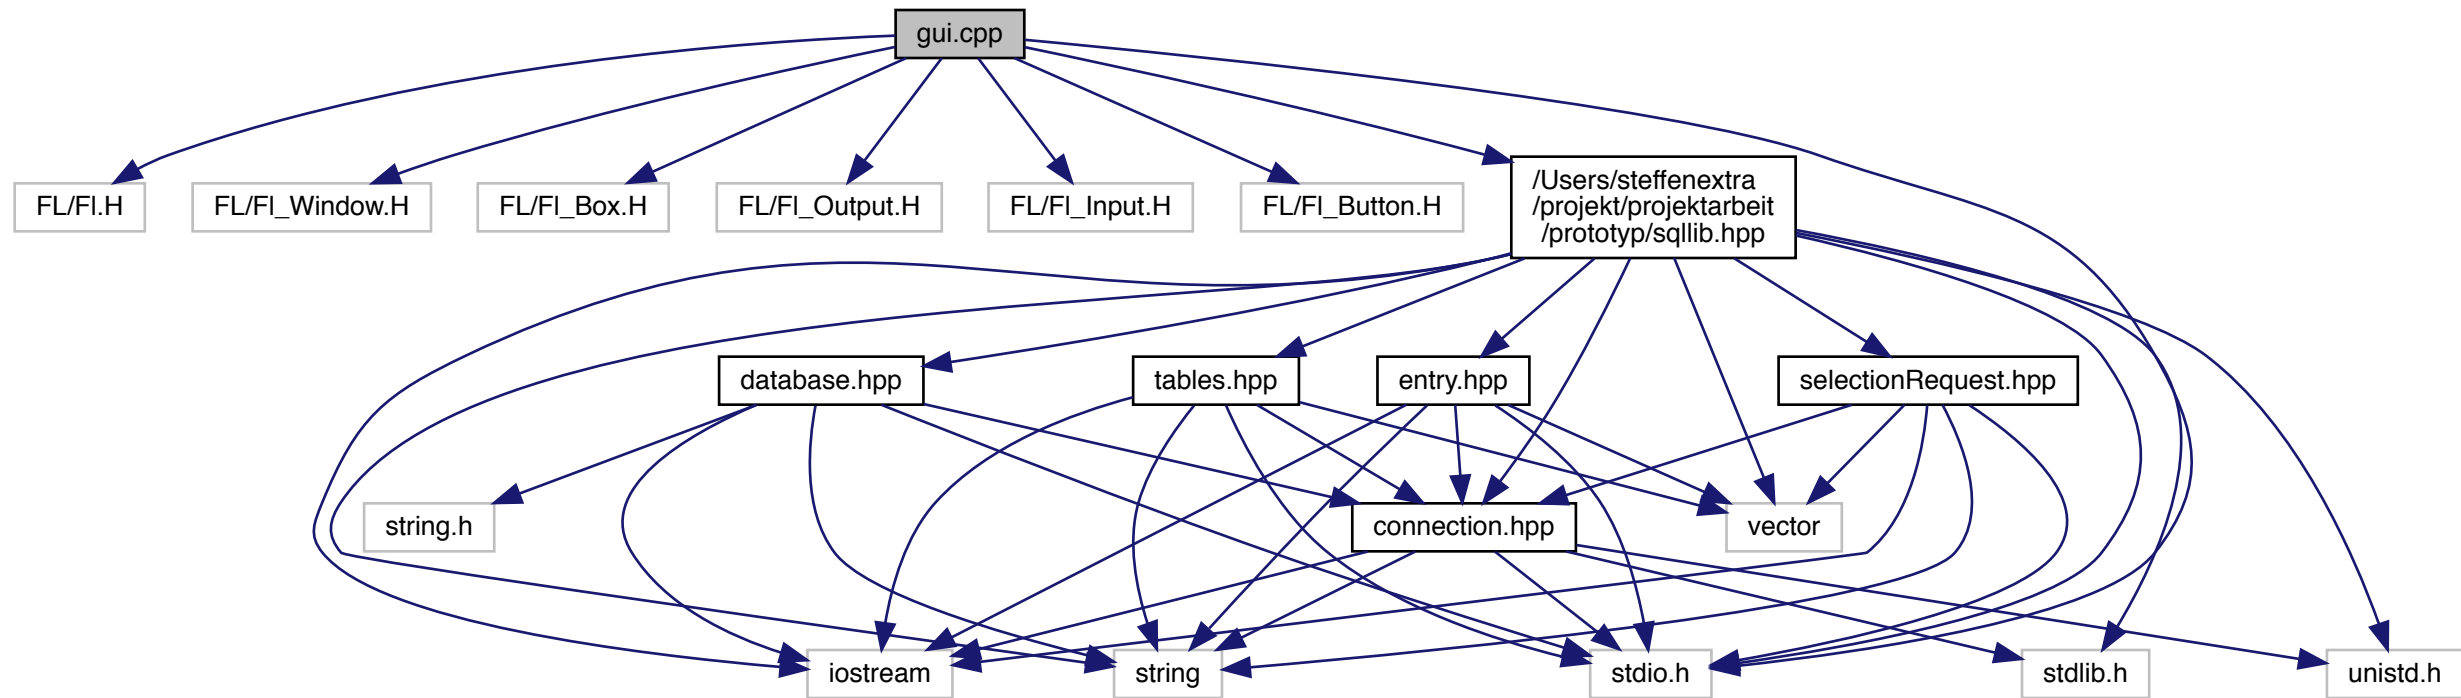 gui.cpp
FL/Fl.H
FL/Fl_Window.H
FL/Fl_Box.H
FL/Fl_Output.H
FL/Fl_Input.H
FL/Fl_Button.H
/Users/steffenextra
/projekt/projektarbeit
/prototyp/sqllib.hpp
database.hpp
tables.hpp
entry.hpp
selectionRequest.hpp
string.h
connection.hpp
vector
iostream
string
stdio.h
stdlib.h
unistd.h